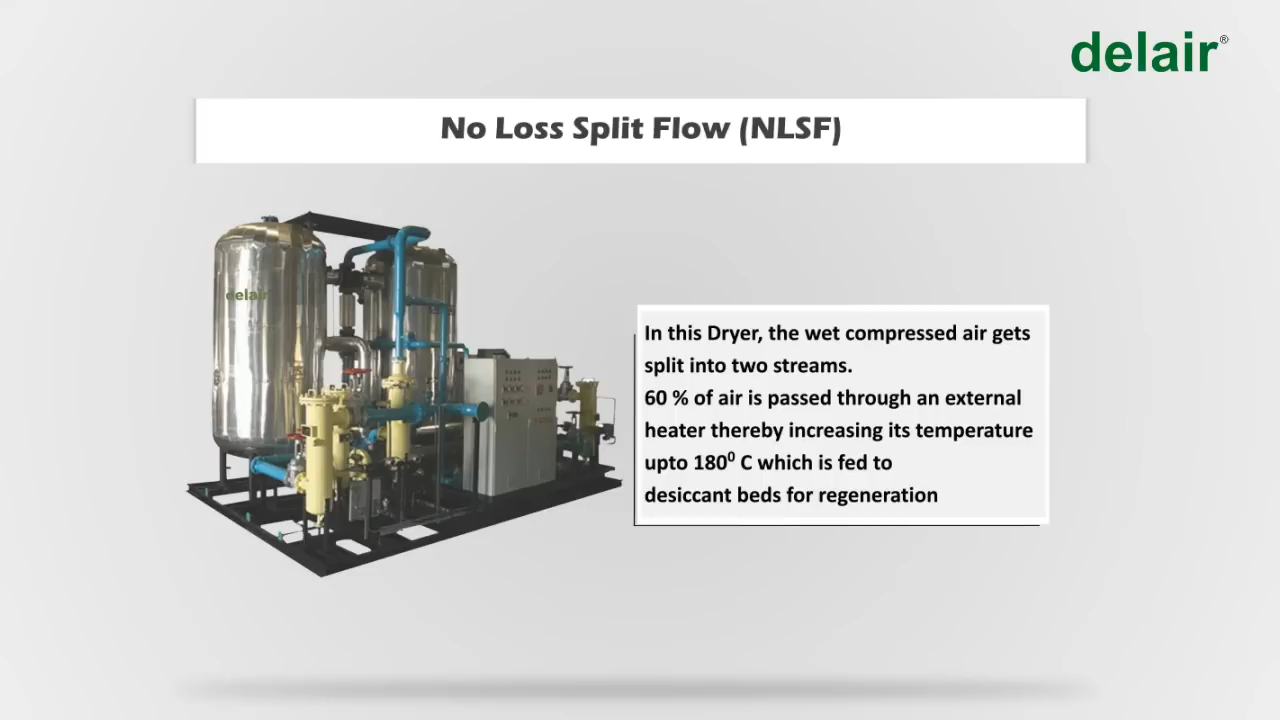 delair®
No Loss Split Flow (NLSF)
delair
In this Dryer, the wet compressed air gets
split into two streams.
60 % of air is passed through an external
heater thereby increasing its temperature
upto 180⁰ C which is fed to
desiccant beds for regeneration